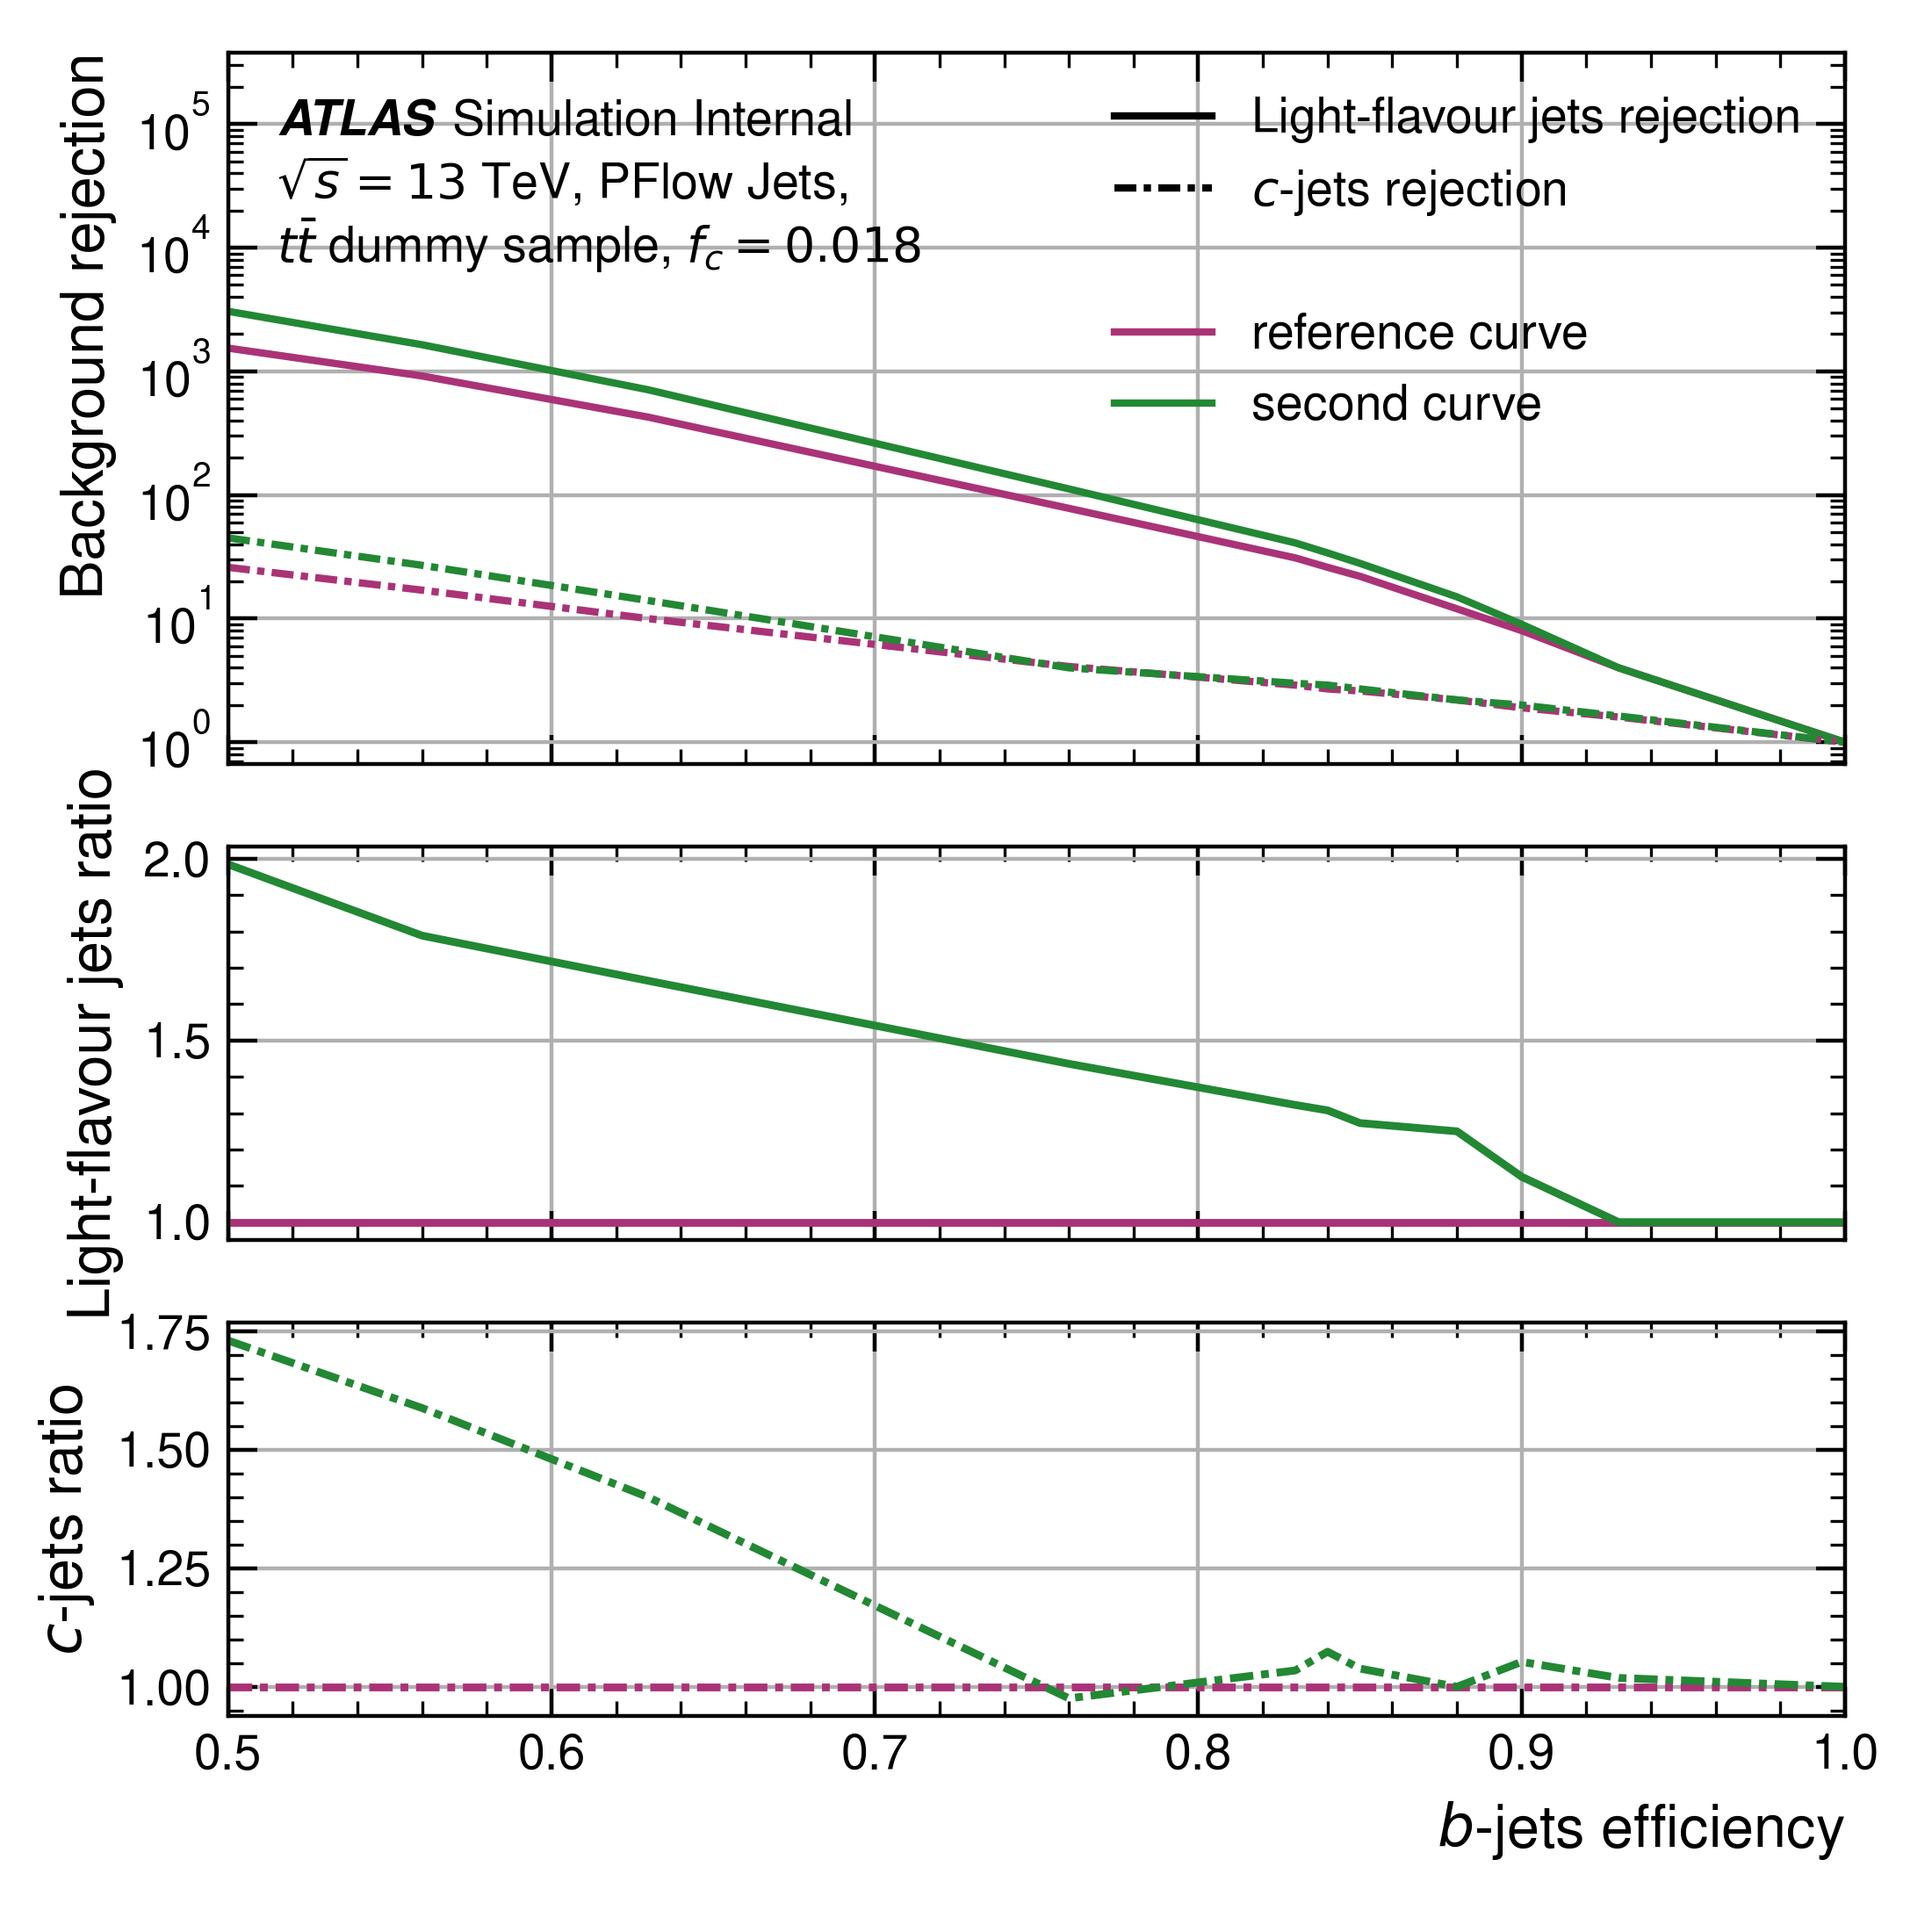 Background rejection
10^5
10^4
10^3
10^2
10^1
10^0
ATLAS Simulation Internal
√s = 13 TeV, PFlow Jets,
tt̄ dummy sample, f_c = 0.018
Light-flavour jets rejection
c-jets rejection
reference curve
second curve
Light-flavour jets ratio
2.0
1.5
1.0
c-jets ratio
1.75
1.50
1.25
1.00
0.5 0.6 0.7 0.8 0.9 1.0
b-jets efficiency